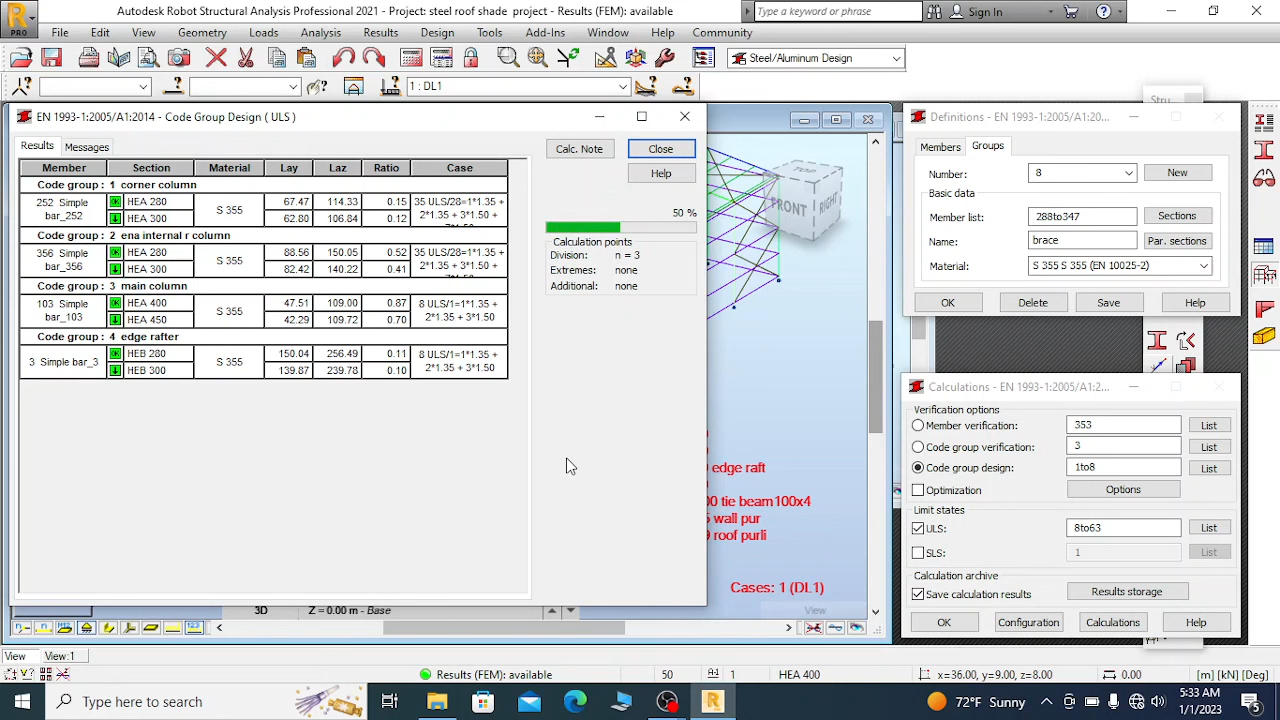 Autodesk Robot Structural Analysis Professional 2021 - Project: steel roof shade project - Results (FEM): available
Type a keyword or phrase
Sign In
PRO
File Edit View Geometry Loads Analysis Results Design Tools Add-Ins Window Help Community
Steel/Aluminum Design
1 : DL1
EN 1993-1:2005/A1:2014 - Code Group Design ( ULS )
Results Messages
Calc. Note Close
Help
Member Section Material Lay Laz Ratio Case
Code group : 1 corner column
252 Simple bar_252 HEA 280 S 355 67.47 114.33 0.15 35 ULS/28=1*1.35 + 2*1.35 + 3*1.50 +
HEA 300 62.80 106.84 0.12
Code group : 2 ena internal r column
356 Simple bar_356 HEA 280 S 355 88.56 150.05 0.52 35 ULS/28=1*1.35 + 2*1.35 + 3*1.50 +
HEA 300 82.42 140.22 0.41
Code group : 3 main column
103 Simple bar_103 HEA 400 S 355 47.51 109.00 0.87 8 ULS/1=1*1.35 + 2*1.35 + 3*1.50
HEA 450 42.29 109.72 0.70
Code group : 4 edge rafter
3 Simple bar_3 HEB 280 S 355 150.04 256.49 0.11 8 ULS/1=1*1.35 + 2*1.35 + 3*1.50
HEB 300 139.87 239.78 0.10
50 %
Calculation points
Division: n = 3
Extremes: none
Additional: none
TOP
FRONT RIGHT
edge raft
00 tie beam100x4
wall pur
9 roof purli
Cases: 1 (DL1)
View
3D Z = 0.00 m - Base
Definitions - EN 1993-1:2005/A1:20...
Members Groups
Number: 8 New
Basic data
Member list: 288to347 Sections
Name: brace Par. sections
Material: S 355 S 355 (EN 10025-2)
OK Delete Save Help
Calculations - EN 1993-1:2005/A1:2...
Verification options
Member verification: 353 List
Code group verification: 3 List
Code group design: 1to8 List
Optimization Options
Limit states
ULS: 8to63 List
SLS: 1 List
Calculation archive
Save calculation results Results storage
OK Configuration Calculations Help
View View:1
Results (FEM): available 50 1 HEA 400 x=36.00, y=9.00, z=8.00 0.00 [m] [kN] [Deg]
Type here to search
72°F Sunny
5:33 AM
1/1/2023